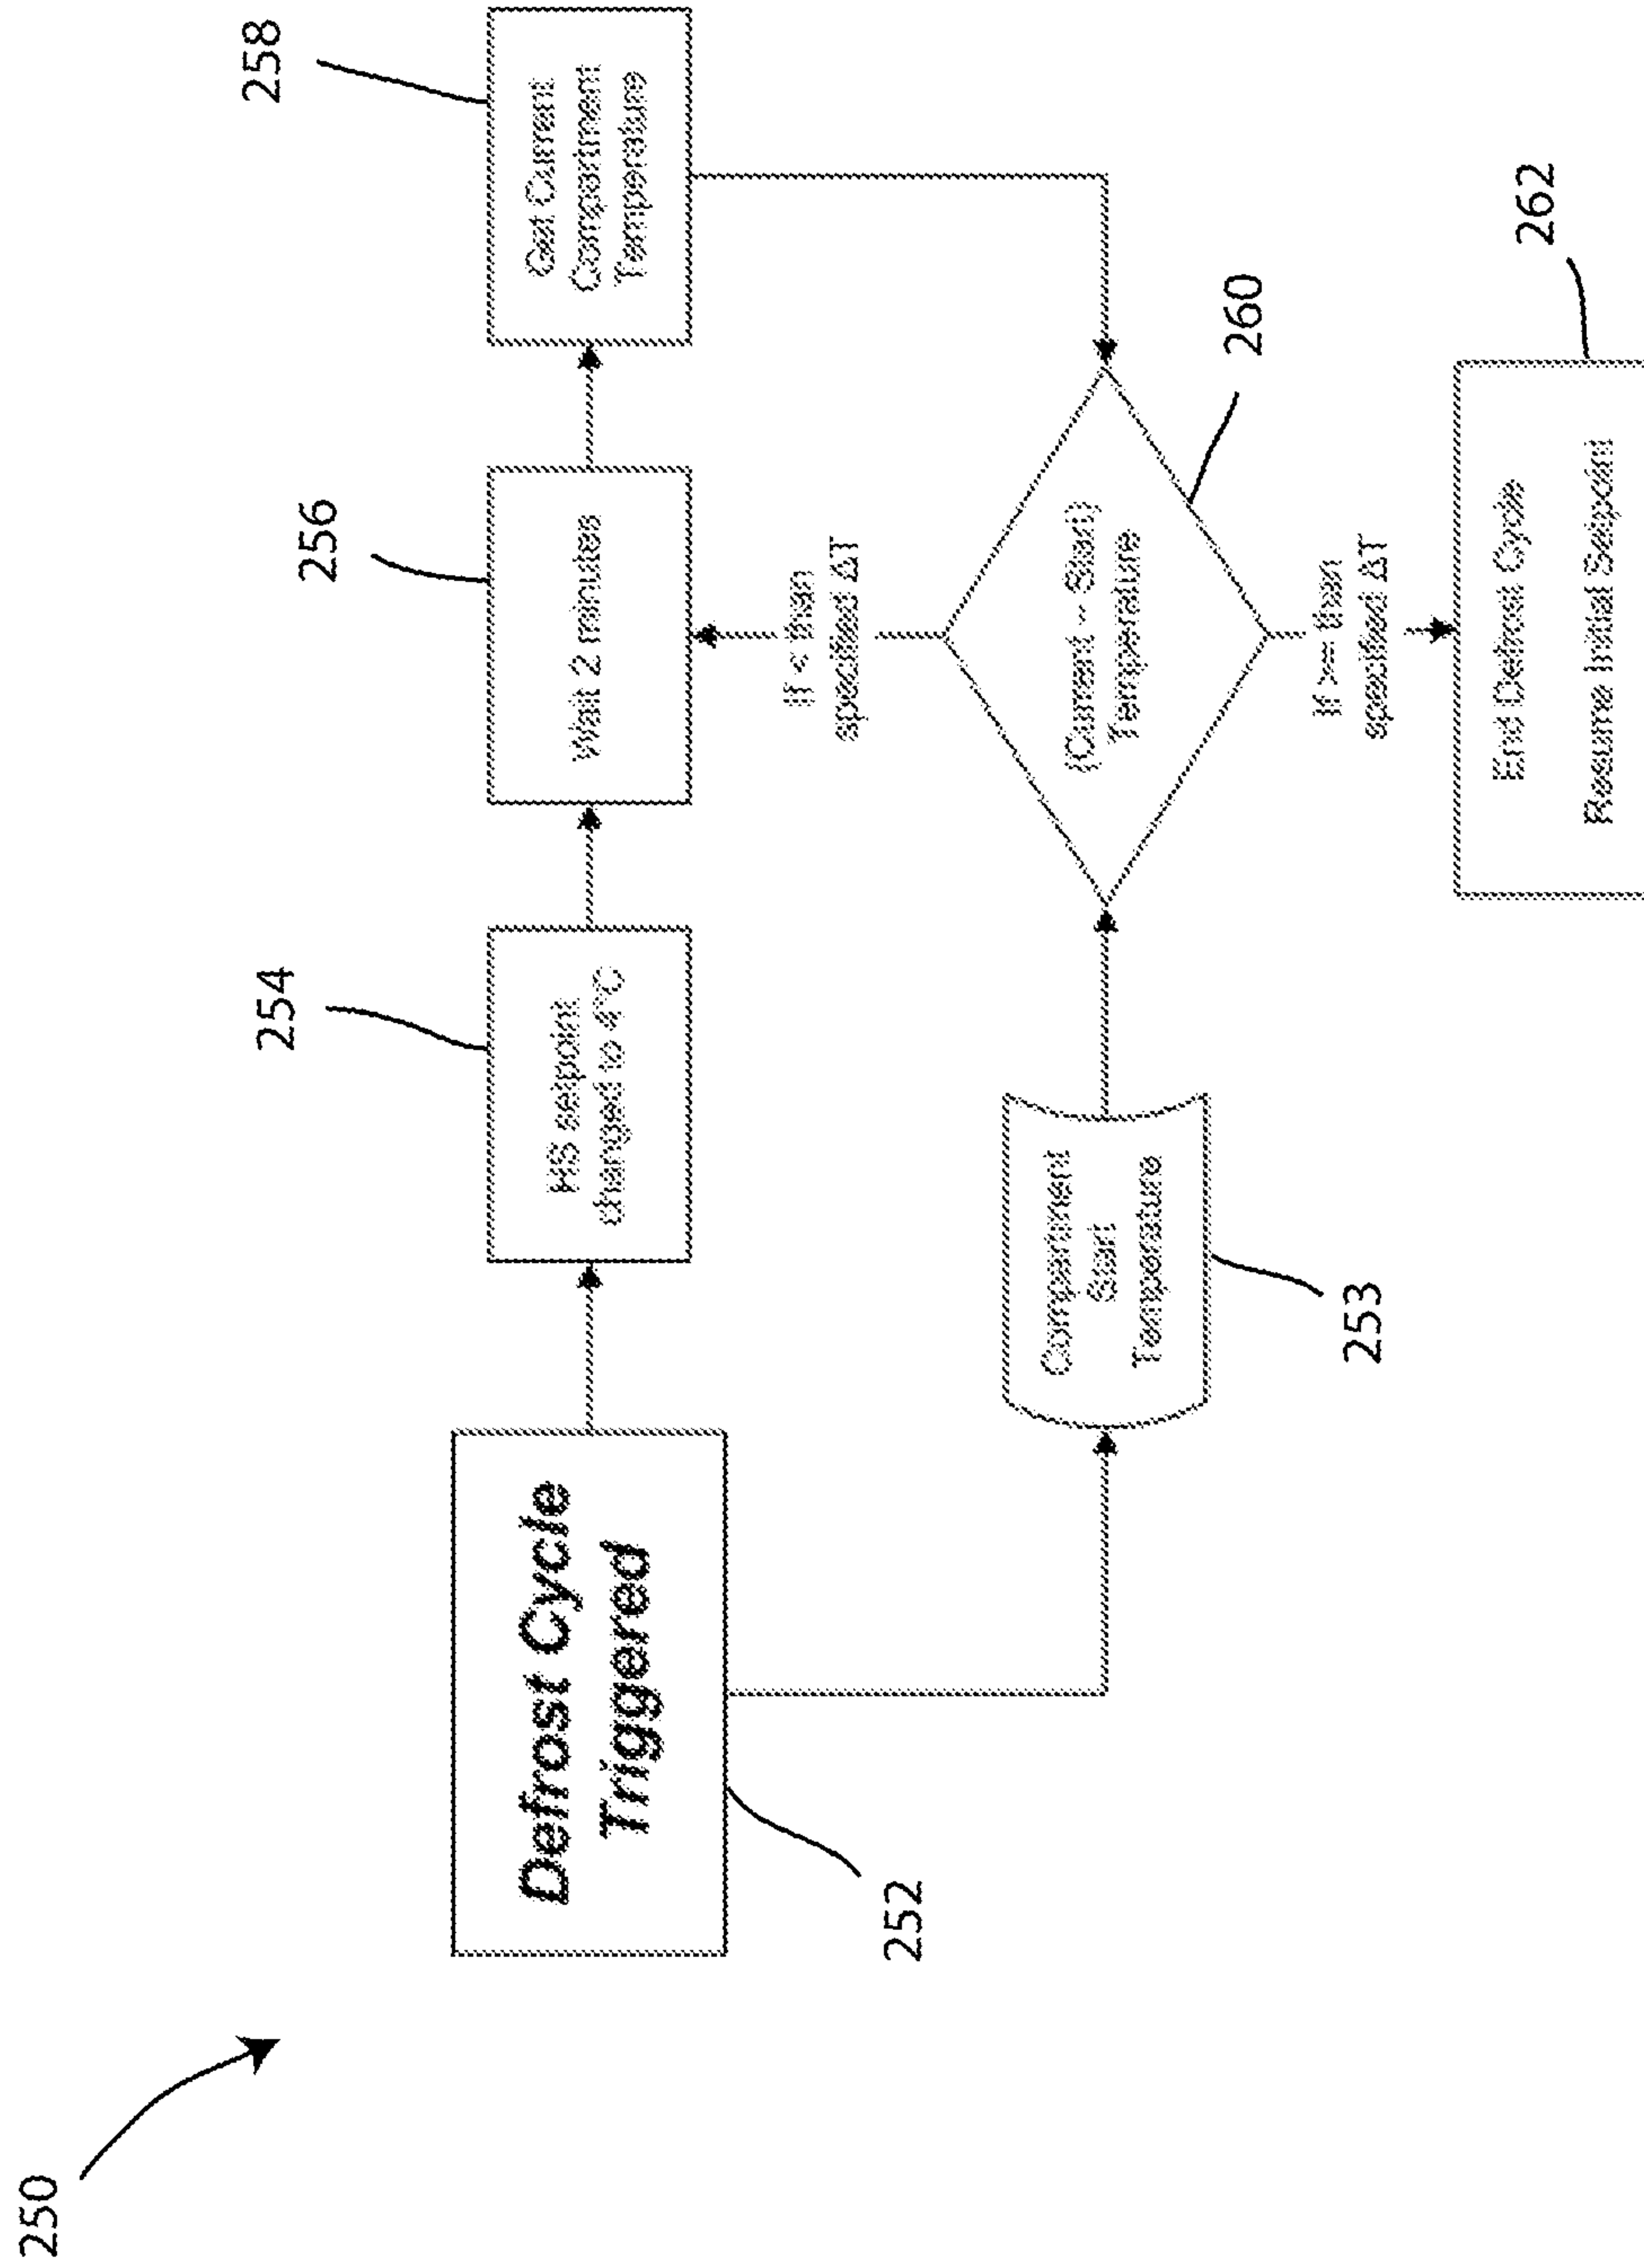 250
252
Defrost Cycle
Triggered
254
HS setpoint
changed to 4°C
256
Wait 2 minutes
258
Get Current
Compartment
Temperature
253
Compartment
Start
Temperature
If < than
specified ΔT
260
(Current – Start)
Temperature
If >= than
specified ΔT
262
End Defrost Cycle
Resume Initial Setpoint